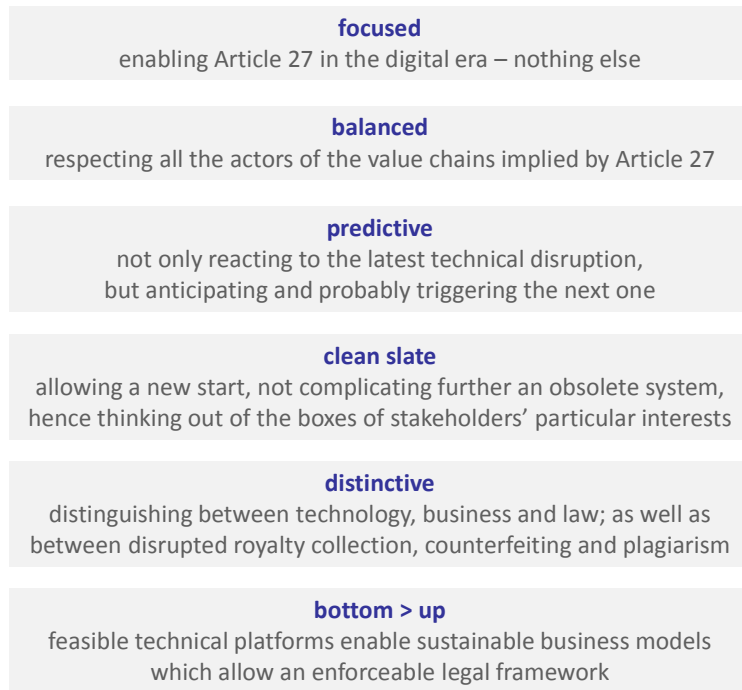 focused
enabling Article 27 in the digital era – nothing else
balanced
respecting all the actors of the value chains implied by Article 27
predictive
not only reacting to the latest technical disruption,
but anticipating and probably triggering the next one
clean slate
allowing a new start, not complicating further an obsolete system,
hence thinking out of the boxes of stakeholders’ particular interests
distinctive
distinguishing between technology, business and law; as well as
between disrupted royalty collection, counterfeiting and plagiarism
bottom > up
feasible technical platforms enable sustainable business models
which allow an enforceable legal framework